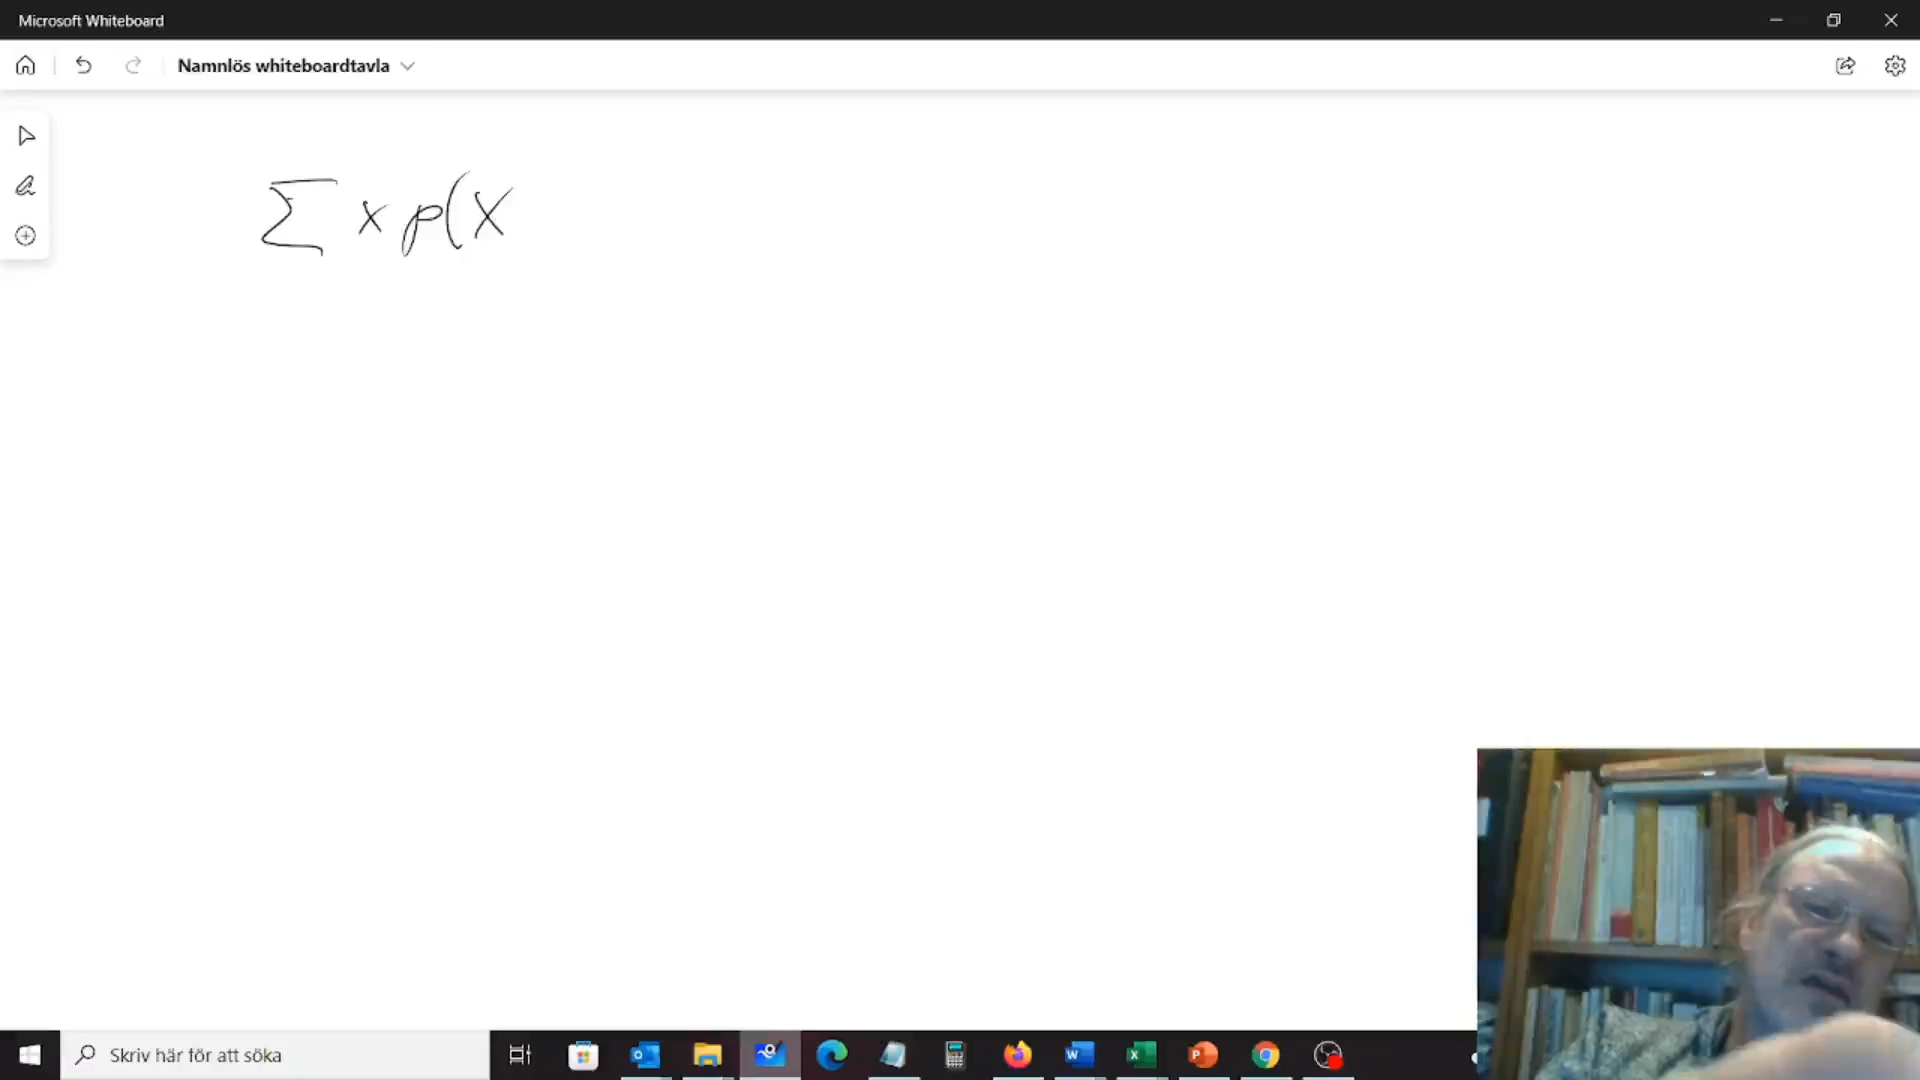 Microsoft Whiteboard
Namnlös whiteboardtavla
∑ x p(X
Skriv här för att söka